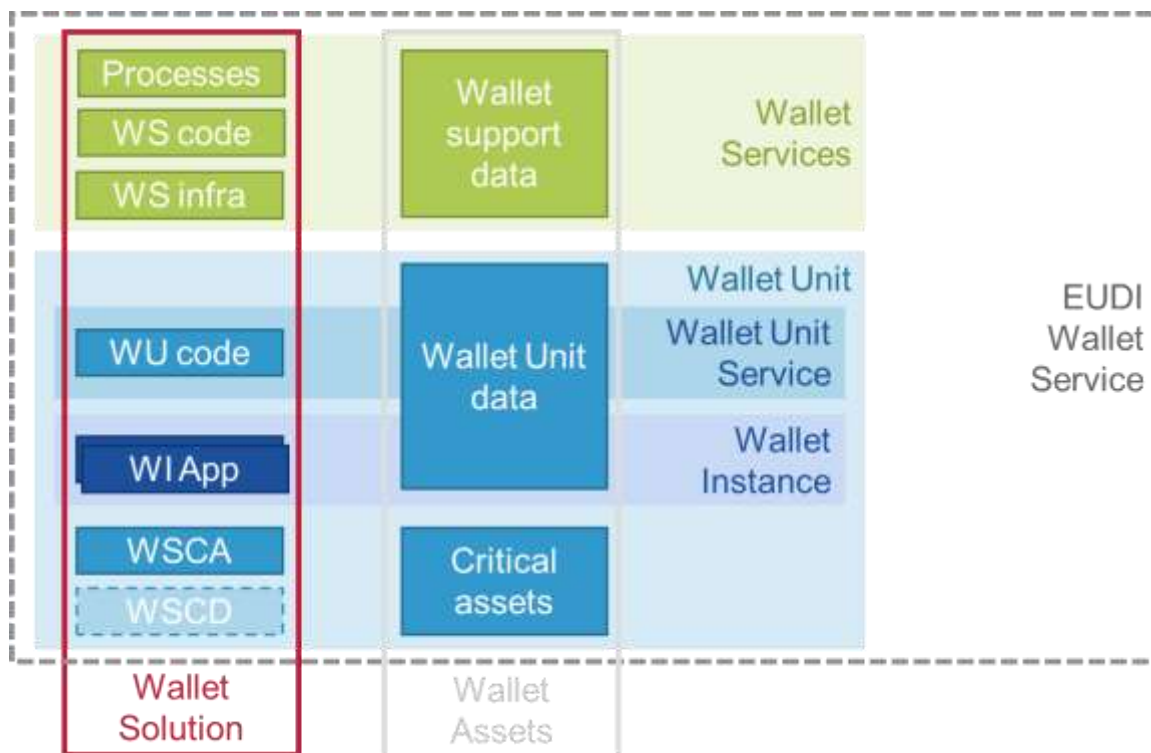 Processes
WS code
WS infra
Wallet
support
data
Wallet
Services
Wallet Unit
WU code
Wallet Unit
data
Wallet Unit
Service
WI App
Wallet
Instance
WSCA
WSCD
Critical
assets
EUDI
Wallet
Service
Wallet
Solution
Wallet
Assets